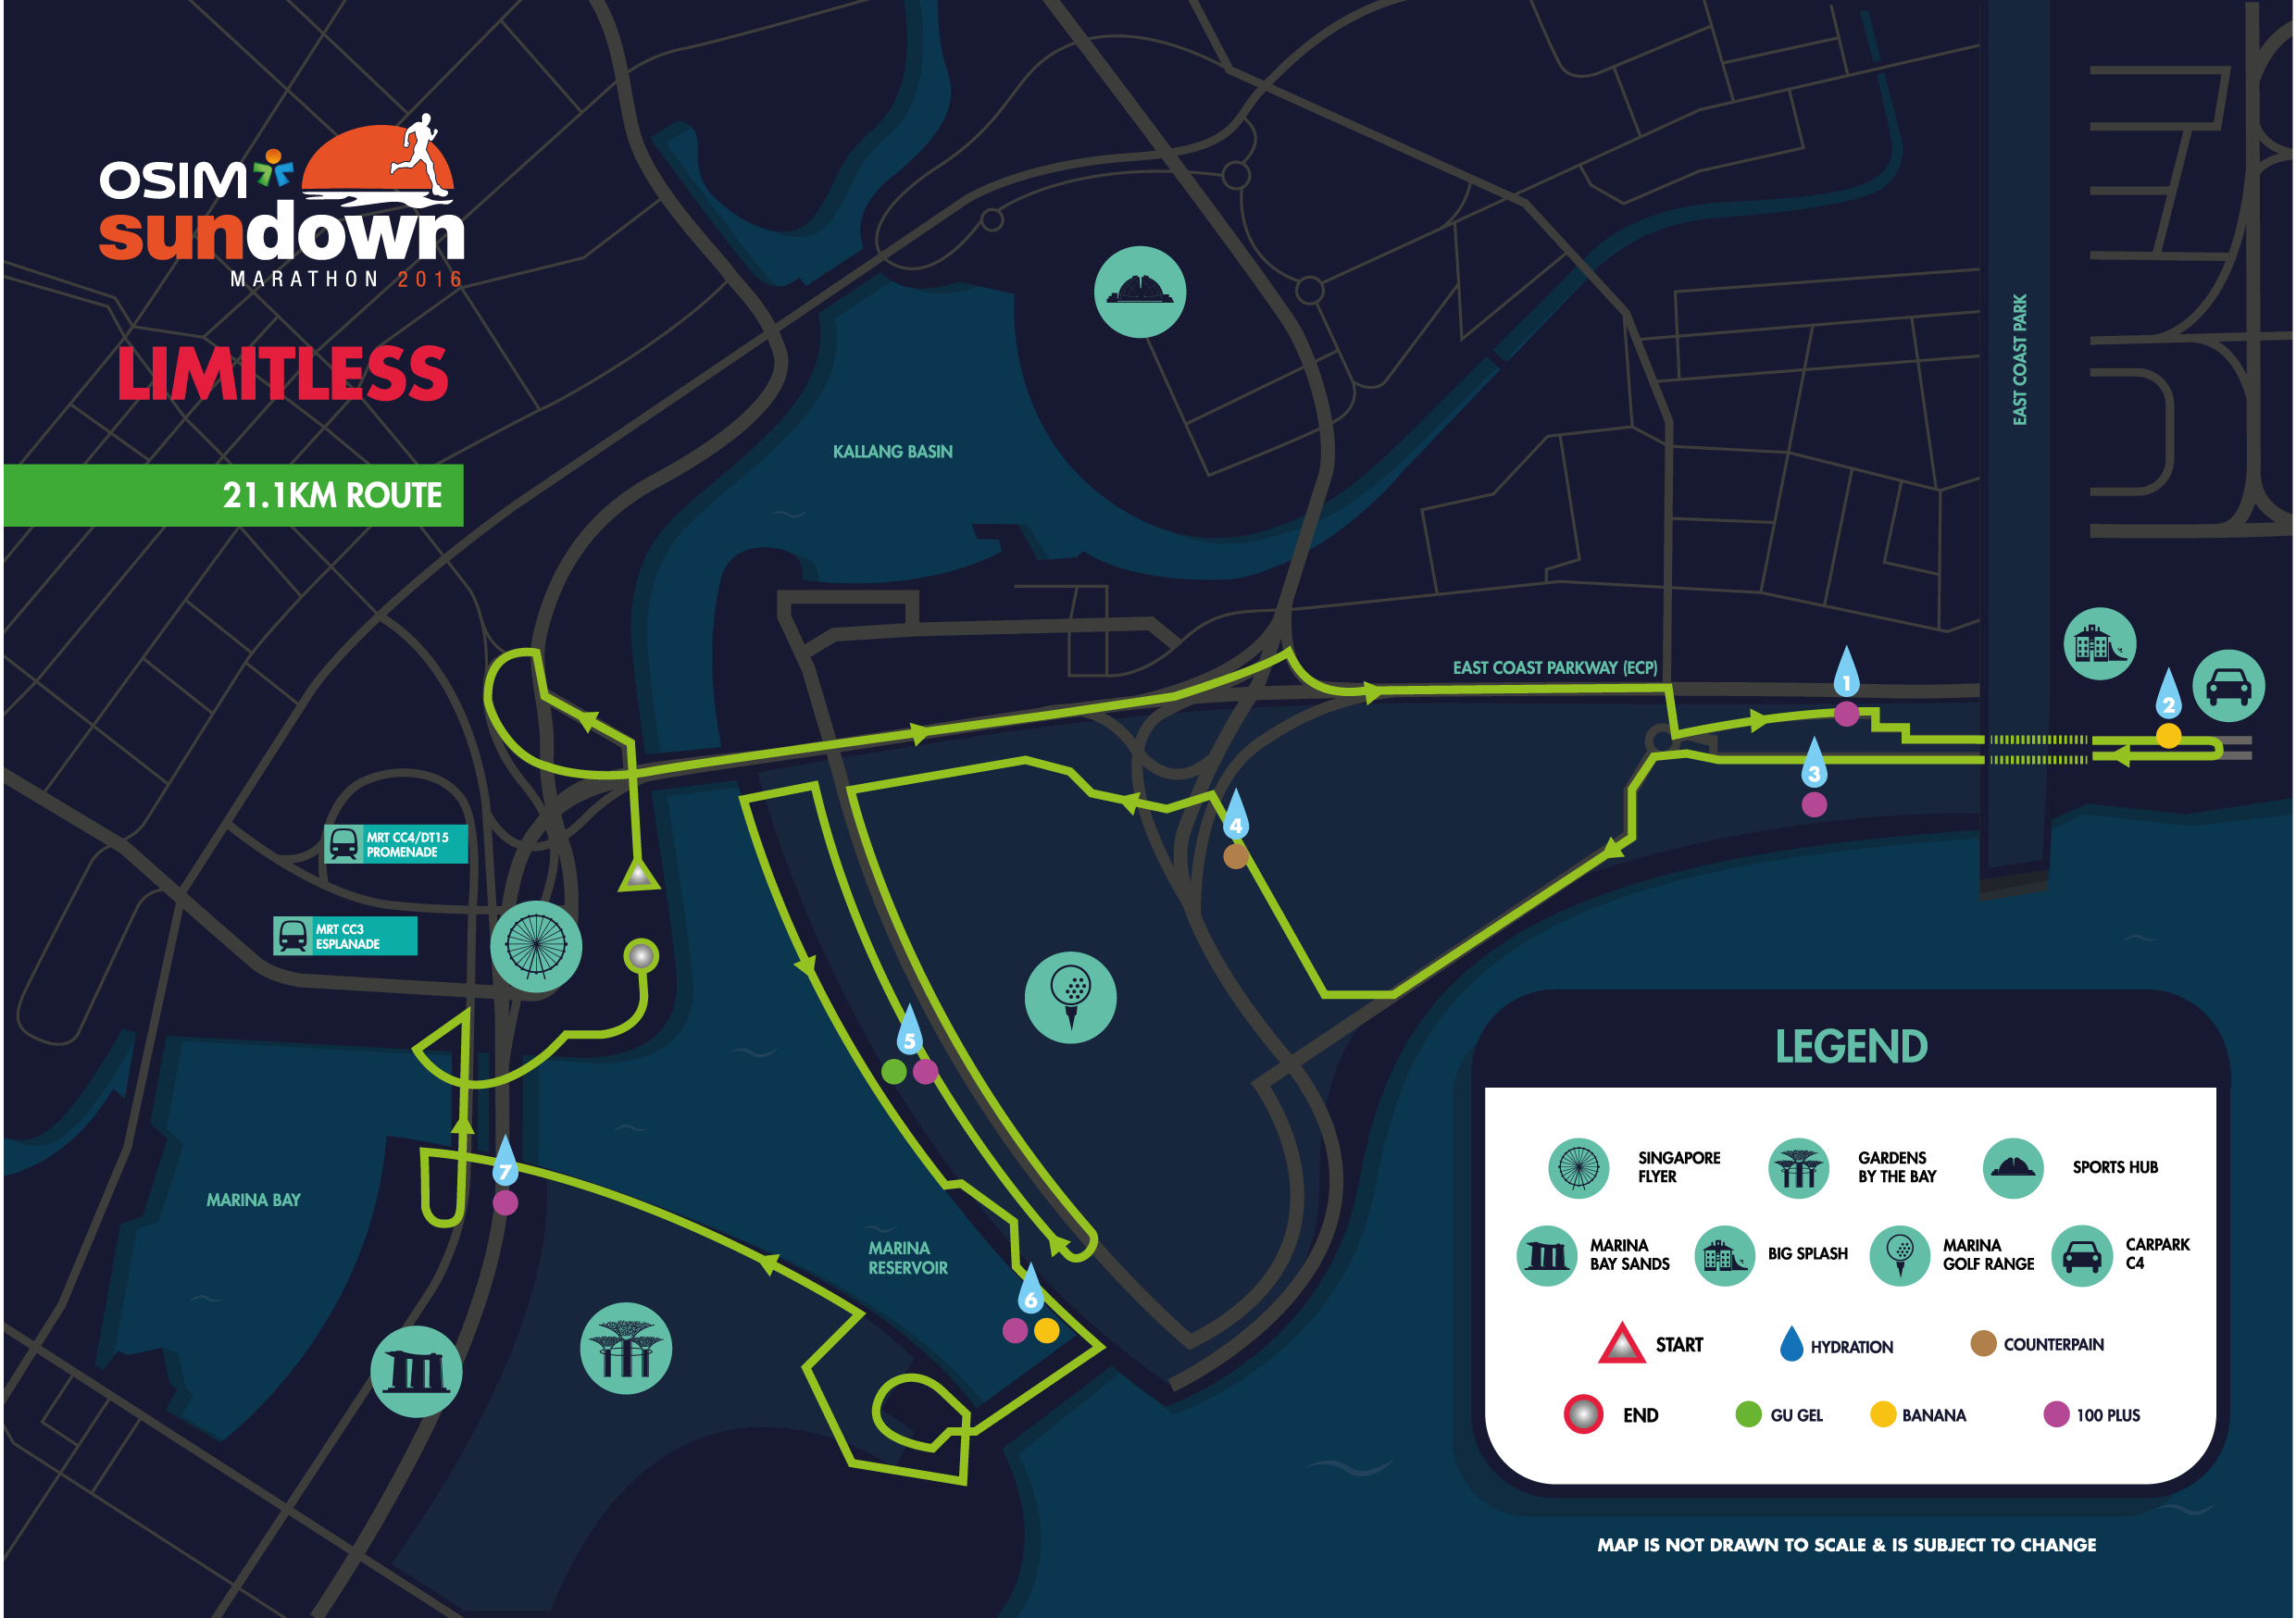 OSIM
sundown
MARATHON 2016
LIMITLESS
21.1KM ROUTE
KALLANG BASIN
EAST COAST PARK
EAST COAST PARKWAY (ECP)
1
2
3
4
MRT CC4/DT15
PROMENADE
MRT CC3
ESPLANADE
5
6
7
MARINA BAY
MARINA
RESERVOIR
LEGEND
SINGAPORE
FLYER
GARDENS
BY THE BAY
SPORTS HUB
MARINA
BAY SANDS
BIG SPLASH
MARINA
GOLF RANGE
CARPARK
C4
START
HYDRATION
COUNTERPAIN
END
GU GEL
BANANA
100 PLUS
MAP IS NOT DRAWN TO SCALE & IS SUBJECT TO CHANGE